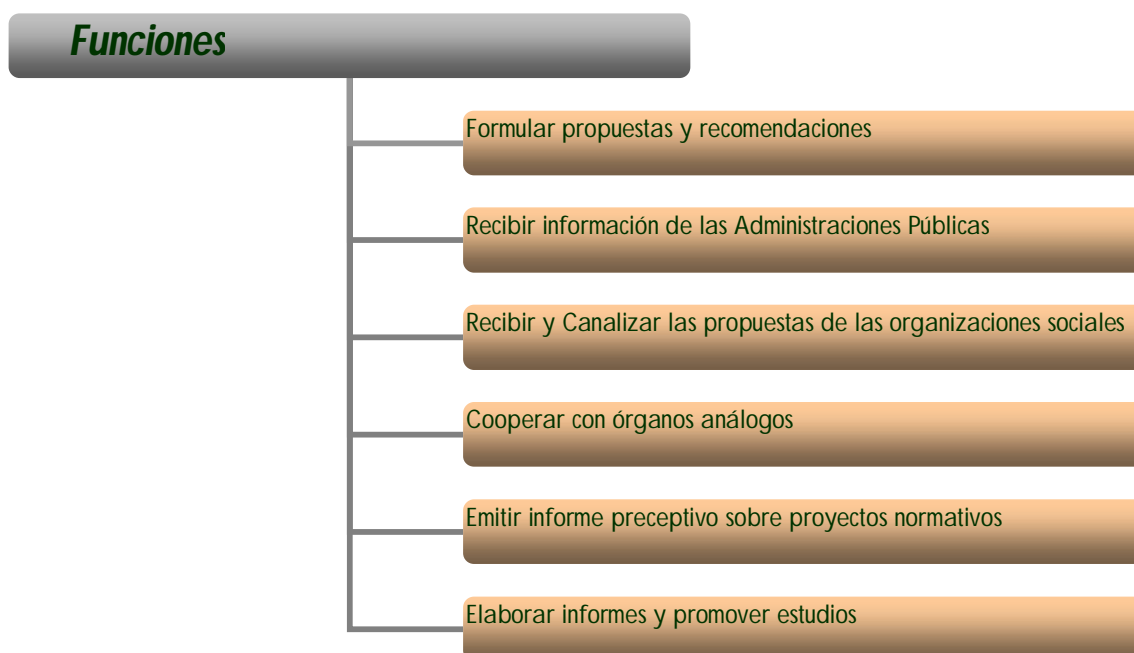 Funciones
Formular propuestas y recomendaciones
Recibir información de las Administraciones Públicas
Recibir y Canalizar las propuestas de las organizaciones sociales
Cooperar con órganos análogos
Emitir informe preceptivo sobre proyectos normativos
Elaborar informes y promover estudios